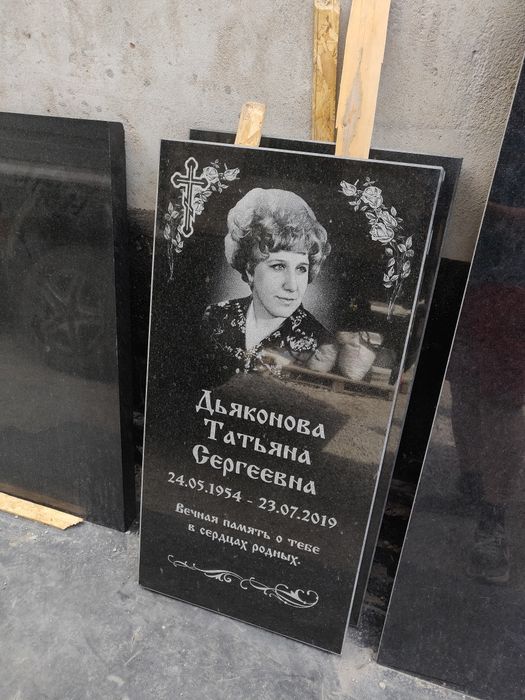 Дьяконова
Татьяна
Сергеевна
24.05.1954 - 23.07.2019
Вечная память о тебе
в сердцах родных.